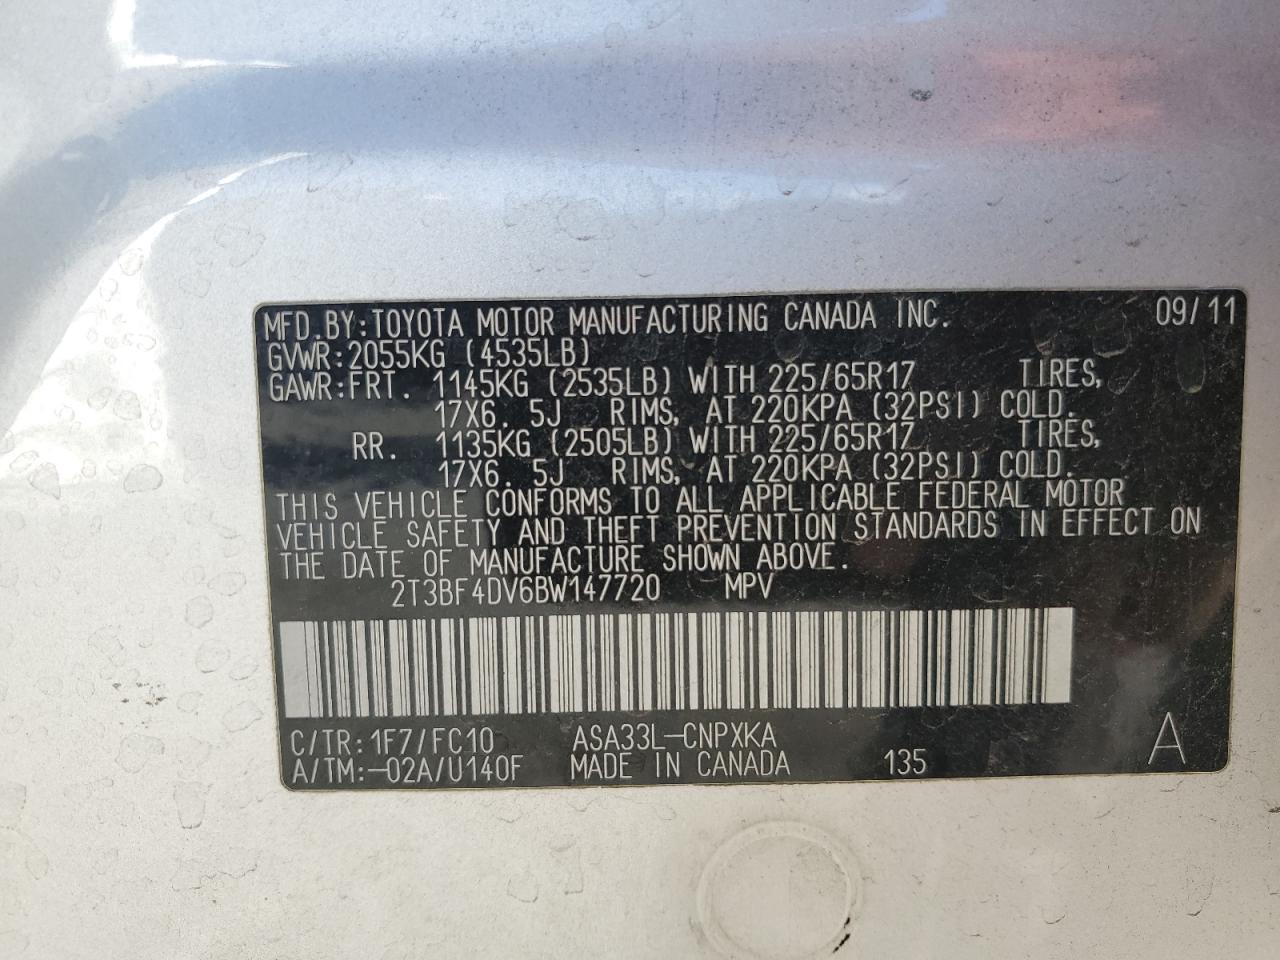 MFD.BY:TOYOTA MOTOR MANUFACTURING CANADA INC. 09/11
GVWR:2055KG (4535LB)
GAWR:FRT. 1145KG (2535LB) WITH 225/65R17 TIRES,
17X6. 5J RIMS, AT 220KPA (32PSI) COLD.
RR. 1135KG (2505LB) WITH 225/65R17 TIRES,
17X6. 5J RIMS, AT 220KPA (32PSI) COLD.
THIS VEHICLE CONFORMS TO ALL APPLICABLE FEDERAL MOTOR
VEHICLE SAFETY AND THEFT PREVENTION STANDARDS IN EFFECT ON
THE DATE OF MANUFACTURE SHOWN ABOVE.
2T3BF4DV6BW147720 MPV
C/TR:1F7/FC10 ASA33L-CNPXKA A
A/TM:-02A/U140F MADE IN CANADA 135